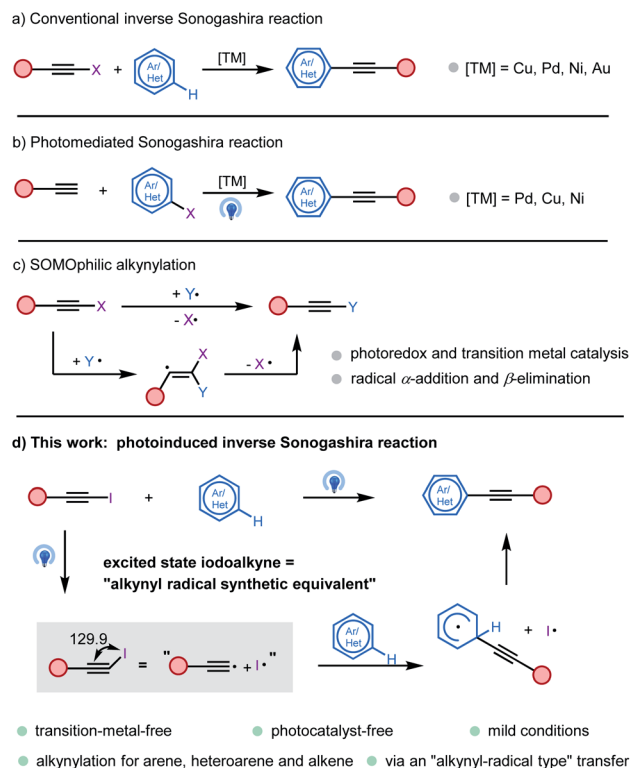 a) Conventional inverse Sonogashira reaction
X + Ar/ Het H [TM] Ar/ Het [TM] = Cu, Pd, Ni, Au
b) Photomediated Sonogashira reaction
+ Ar/ Het X [TM] Ar/ Het [TM] = Pd, Cu, Ni
c) SOMOphilic alkynylation
X + Y• - X• Y
+ Y• X Y - X•
photoredox and transition metal catalysis
radical α-addition and β-elimination
d) This work: photoinduced inverse Sonogashira reaction
I + Ar/ Het H Ar/ Het
excited state iodoalkyne =
"alkynyl radical synthetic equivalent"
129.9 I = " • + I• " Ar/ Het H • H + I•
transition-metal-free photocatalyst-free mild conditions
alkynylation for arene, heteroarene and alkene via an "alkynyl-radical type" transfer